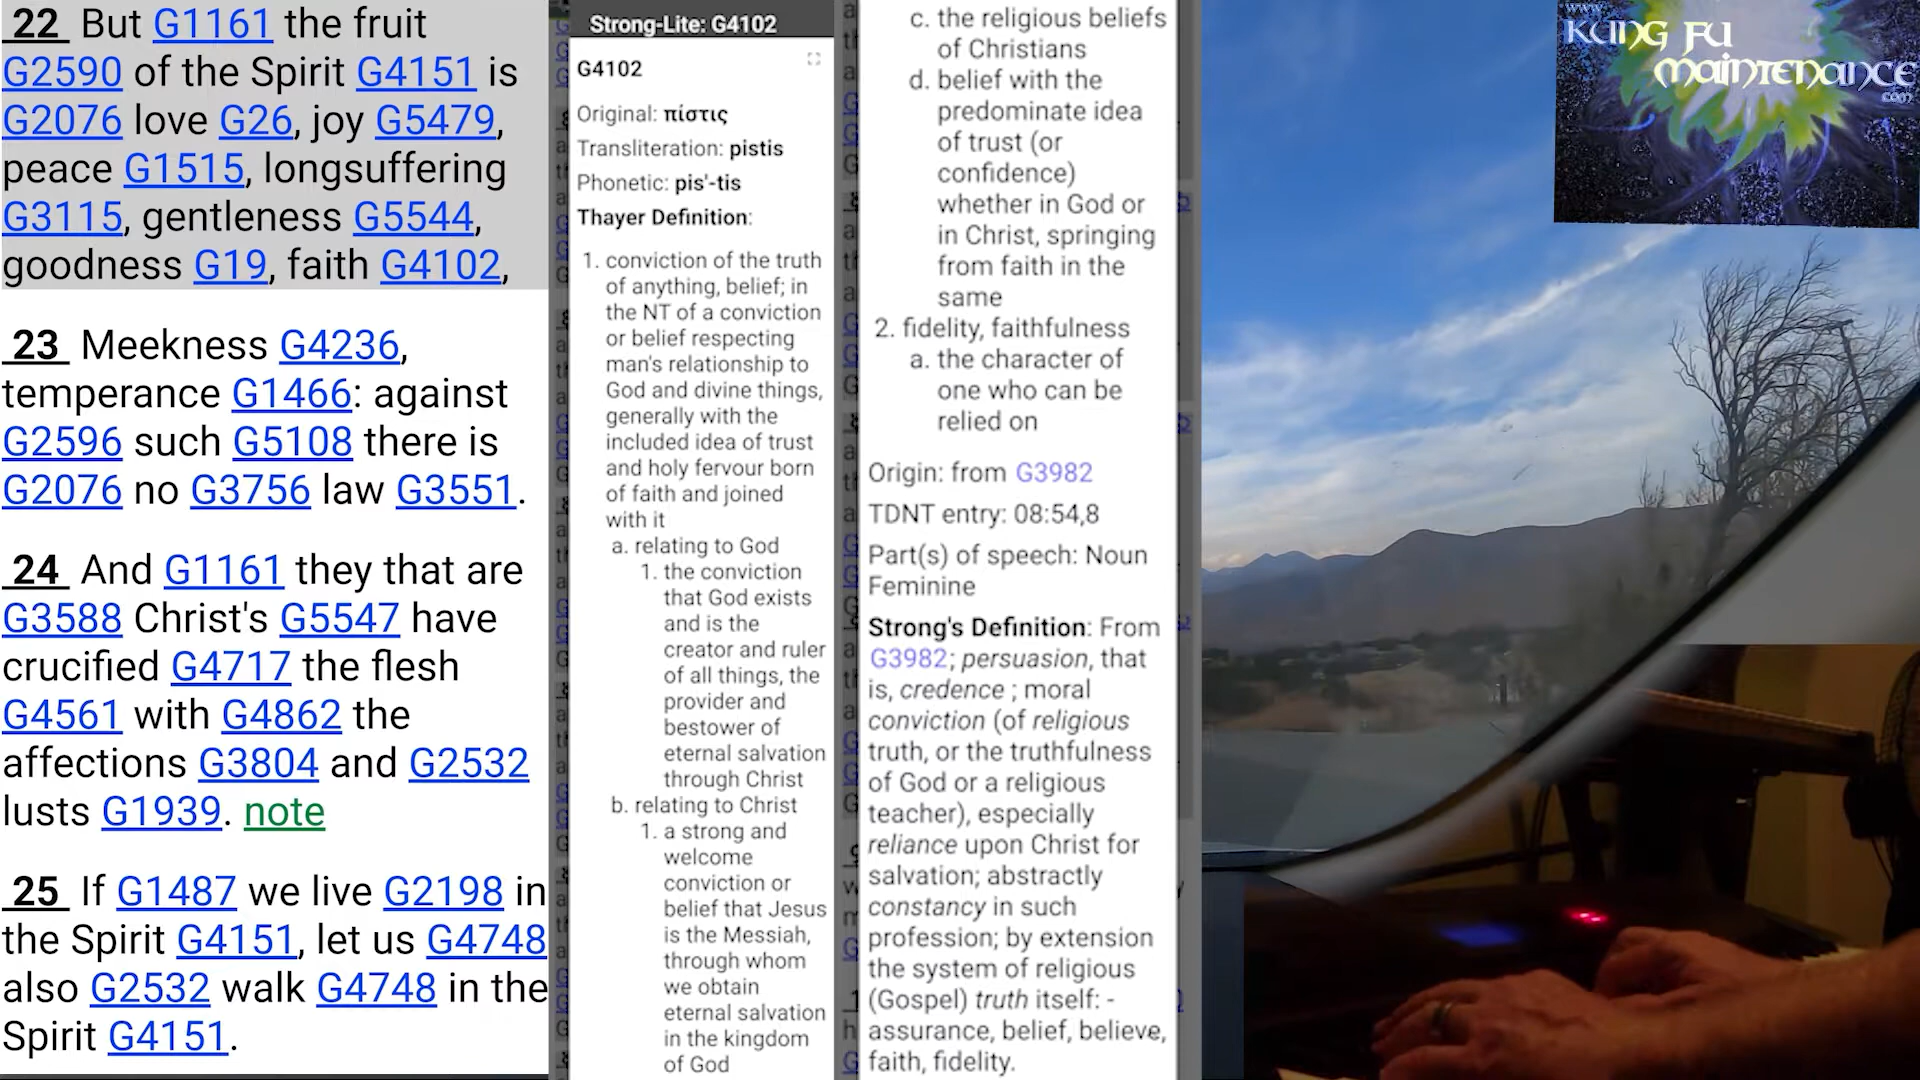 22 But G1161 the fruit
G2590 of the Spirit G4151 is
G2076 love G26, joy G5479,
peace G1515, longsuffering
G3115, gentleness G5544,
goodness G19, faith G4102,
23 Meekness G4236,
temperance G1466: against
G2596 such G5108 there is
G2076 no G3756 law G3551.
24 And G1161 they that are
G3588 Christ's G5547 have
crucified G4717 the flesh
G4561 with G4862 the
affections G3804 and G2532
lusts G1939. note
25 If G1487 we live G2198 in
the Spirit G4151, let us G4748
also G2532 walk G4748 in the
Spirit G4151.
Strong-Lite: G4102
G4102
Original: πίστις
Transliteration: pistis
Phonetic: pis'-tis
Thayer Definition:
1. conviction of the truth
of anything, belief; in
the NT of a conviction
or belief respecting
man's relationship to
God and divine things,
generally with the
included idea of trust
and holy fervour born
of faith and joined
with it
a. relating to God
1. the conviction
that God exists
and is the
creator and ruler
of all things, the
provider and
bestower of
eternal salvation
through Christ
b. relating to Christ
1. a strong and
welcome
conviction or
belief that Jesus
is the Messiah,
through whom
we obtain
eternal salvation
in the kingdom
of God
c. the religious beliefs
of Christians
d. belief with the
predominate idea
of trust (or
confidence)
whether in God or
in Christ, springing
from faith in the
same
2. fidelity, faithfulness
a. the character of
one who can be
relied on
Origin: from G3982
TDNT entry: 08:54,8
Part(s) of speech: Noun
Feminine
Strong's Definition: From
G3982; persuasion, that
is, credence ; moral
conviction (of religious
truth, or the truthfulness
of God or a religious
teacher), especially
reliance upon Christ for
salvation; abstractly
constancy in such
profession; by extension
the system of religious
(Gospel) truth itself: -
assurance, belief, believe,
faith, fidelity.
www.
KUNG FU
MAINTENANCE
.com